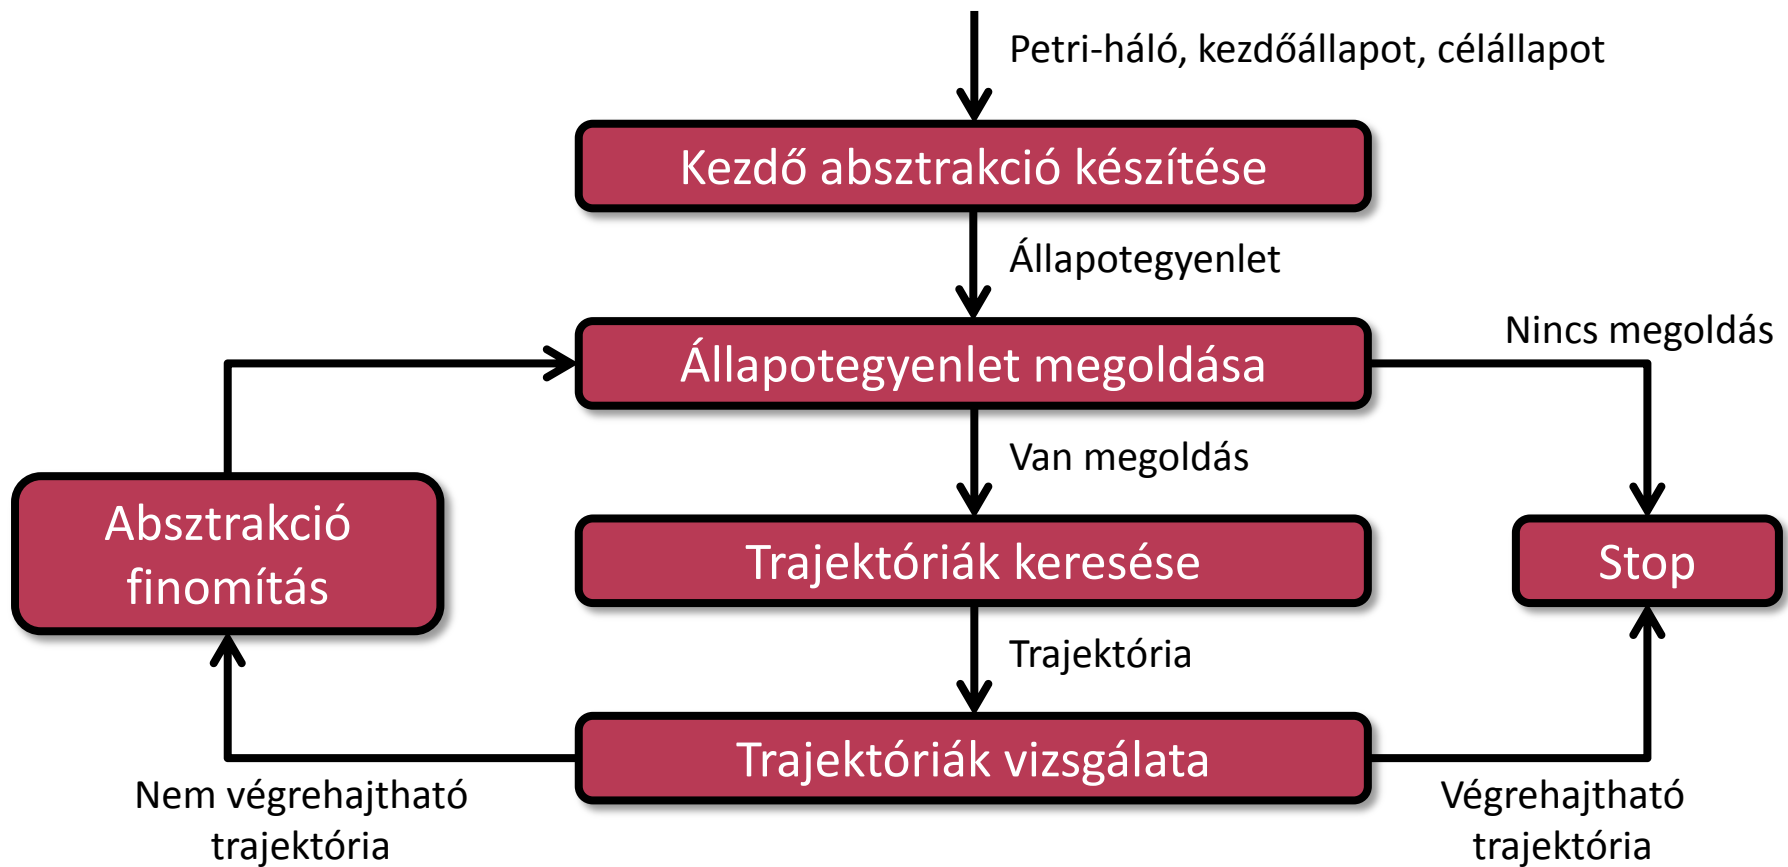 Petri-háló, kezdőállapot, célállapot
Kezdő absztrakció készítése
Állapotegyenlet
Nincs megoldás
Állapotegyenlet megoldása
Van megoldás
Absztrakció
finomítás
Trajektóriák keresése
Stop
Trajektória
Trajektóriák vizsgálata
Nem végrehajtható
trajektória
Végrehajtható
trajektória